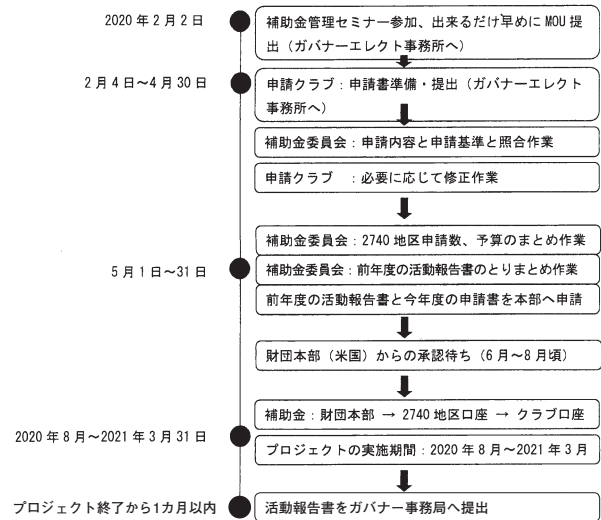 2020年2月2日
補助金管理セミナー参加、出来るだけ早めにMOU提
出（ガバナーエレクト事務所へ）
2月4日～4月30日
申請クラブ：申請書準備・提出（ガバナーエレクト
事務所へ）
補助金委員会：申請内容と申請基準と照合作業
申請クラブ　：必要に応じて修正作業
5月1日～31日
補助金委員会：2740地区申請数、予算のまとめ作業
補助金委員会：前年度の活動報告書のとりまとめ作業
前年度の活動報告書と今年度の申請書を本部へ申請
財団本部（米国）からの承認待ち（6月～8月頃）
2020年8月～2021年3月31日
補助金：財団本部 → 2740地区口座 → クラブ口座
プロジェクトの実施期間：2020年8月～2021年3月
プロジェクト終了から1カ月以内
活動報告書をガバナー事務局へ提出